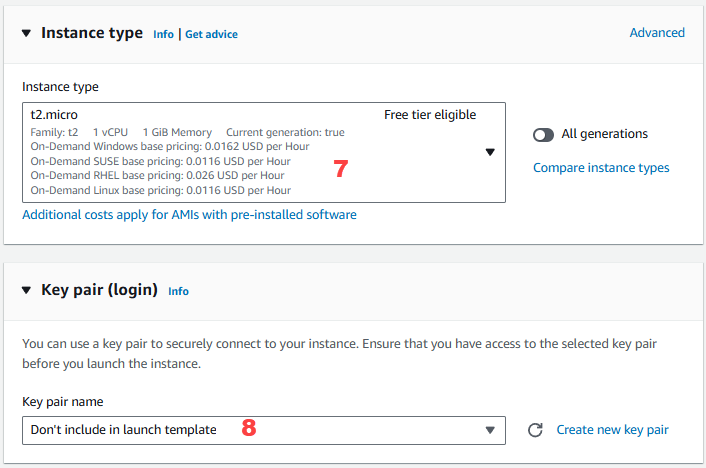 Instance type Info | Get advice Advanced
Instance type
t2.micro Free tier eligible
Family: t2 1 vCPU 1 GiB Memory Current generation: true
On-Demand Windows base pricing: 0.0162 USD per Hour
On-Demand SUSE base pricing: 0.0116 USD per Hour
On-Demand RHEL base pricing: 0.026 USD per Hour
On-Demand Linux base pricing: 0.0116 USD per Hour
7
All generations
Compare instance types
Additional costs apply for AMIs with pre-installed software
Key pair (login) Info
You can use a key pair to securely connect to your instance. Ensure that you have access to the selected key pair
before you launch the instance.
Key pair name
Don't include in launch template 8 Create new key pair